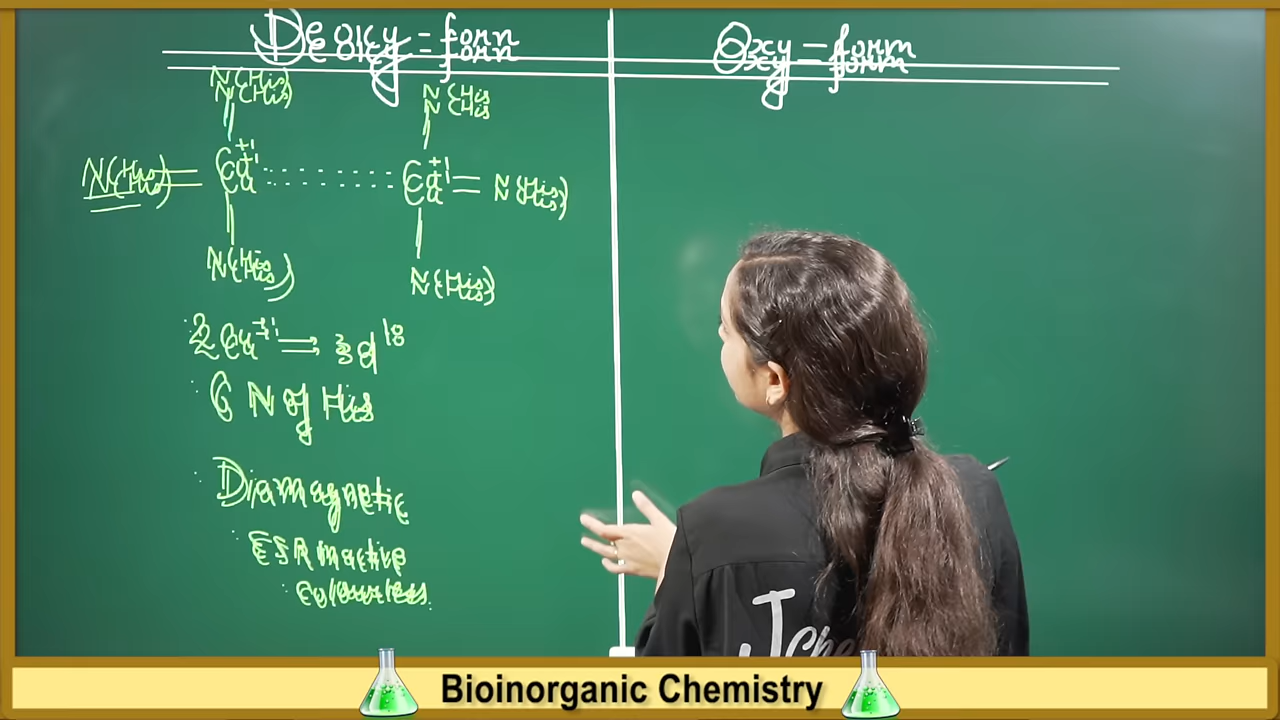 Deoxy-form
Oxy-form
N(His)
N(His
N(His) Cu+1 Cu+1 N(His)
N(His)
N(His)
2Cu+1 → 3d18
6 N of His
Diamagnetic
ESR inactive
colourless
Jche
Bioinorganic Chemistry